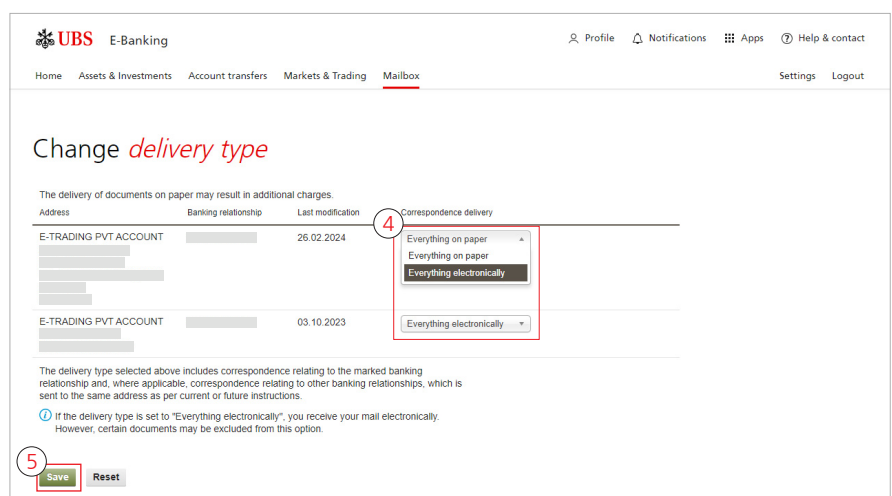 UBS E-Banking
Profile Notifications Apps Help & contact
Home Assets & Investments Account transfers Markets & Trading Mailbox
Settings Logout
Change delivery type
The delivery of documents on paper may result in additional charges.
Address Banking relationship Last modification Correspondence delivery
4
E-TRADING PVT ACCOUNT 26.02.2024 Everything on paper
Everything on paper
Everything electronically
E-TRADING PVT ACCOUNT 03.10.2023 Everything electronically
The delivery type selected above includes correspondence relating to the marked banking
relationship and, where applicable, correspondence relating to other banking relationships, which is
sent to the same address as per current or future instructions.
If the delivery type is set to "Everything electronically", you receive your mail electronically.
However, certain documents may be excluded from this option.
5
Save Reset